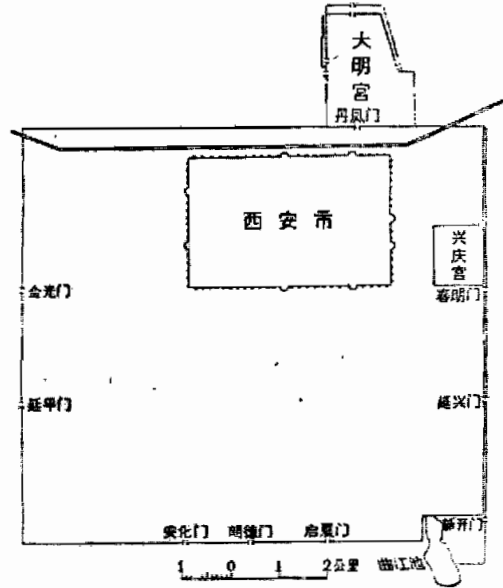 大明宫
丹凤门
西安市
兴庆宫
金光门
春明门
延平门
延兴门
安化门 明德门 启夏门
1 0 1 2公里 曲江池